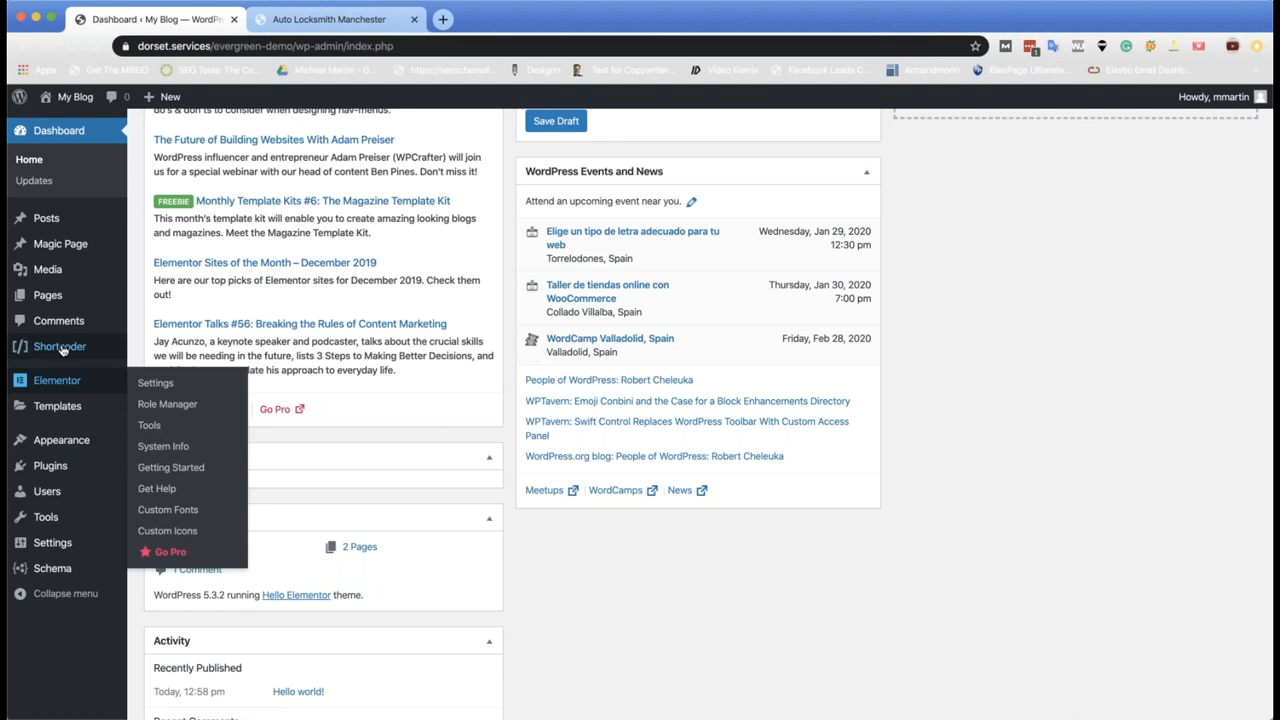 Dashboard ‹ My Blog — WordPr
Auto Locksmith Manchester
dorset.services/evergreen-demo/wp-admin/index.php
Apps
Get The MREID
SEO Tools: The Co...
Michael Martin - G...
https://seoschemaf...
Designrr
Test for Copywriter...
Video Remix
Facebook Leads C...
Armandmorin
BleuPage Ultimate...
Elastic Email Dashb...
My Blog
0
New
Howdy, mmartin
Dashboard
Home
Updates
Posts
Magic Page
Media
Pages
Comments
Shortcoder
Elementor
Templates
Appearance
Plugins
Users
Tools
Settings
Schema
Collapse menu
Settings
Role Manager
Tools
System Info
Getting Started
Get Help
Custom Fonts
Custom Icons
Go Pro
do's & don'ts to consider when designing nav-menus.
The Future of Building Websites With Adam Preiser
WordPress influencer and entrepreneur Adam Preiser (WPCrafter) will join
us for a special webinar with our head of content Ben Pines. Don't miss it!
FREEBIE Monthly Template Kits #6: The Magazine Template Kit
This month's template kit will enable you to create amazing looking blogs
and magazines. Meet the Magazine Template Kit.
Elementor Sites of the Month – December 2019
Here are our top picks of Elementor sites for December 2019. Check them
out!
Elementor Talks #56: Breaking the Rules of Content Marketing
Jay Acunzo, a keynote speaker and podcaster, talks about the crucial skills
we will be needing in the future, lists 3 Steps to Making Better Decisions, and
his approach to everyday life.
Go Pro
2 Pages
1 Comment
WordPress 5.3.2 running Hello Elementor theme.
Activity
Recently Published
Today, 12:58 pm
Hello world!
Recent Comments
Save Draft
WordPress Events and News
Attend an upcoming event near you.
Elige un tipo de letra adecuado para tu
web
Torrelodones, Spain
Wednesday, Jan 29, 2020
12:30 pm
Taller de tiendas online con
WooCommerce
Collado Villalba, Spain
Thursday, Jan 30, 2020
7:00 pm
WordCamp Valladolid, Spain
Valladolid, Spain
Friday, Feb 28, 2020
People of WordPress: Robert Cheleuka
WPTavern: Emoji Conbini and the Case for a Block Enhancements Directory
WPTavern: Swift Control Replaces WordPress Toolbar With Custom Access
Panel
WordPress.org blog: People of WordPress: Robert Cheleuka
Meetups
WordCamps
News